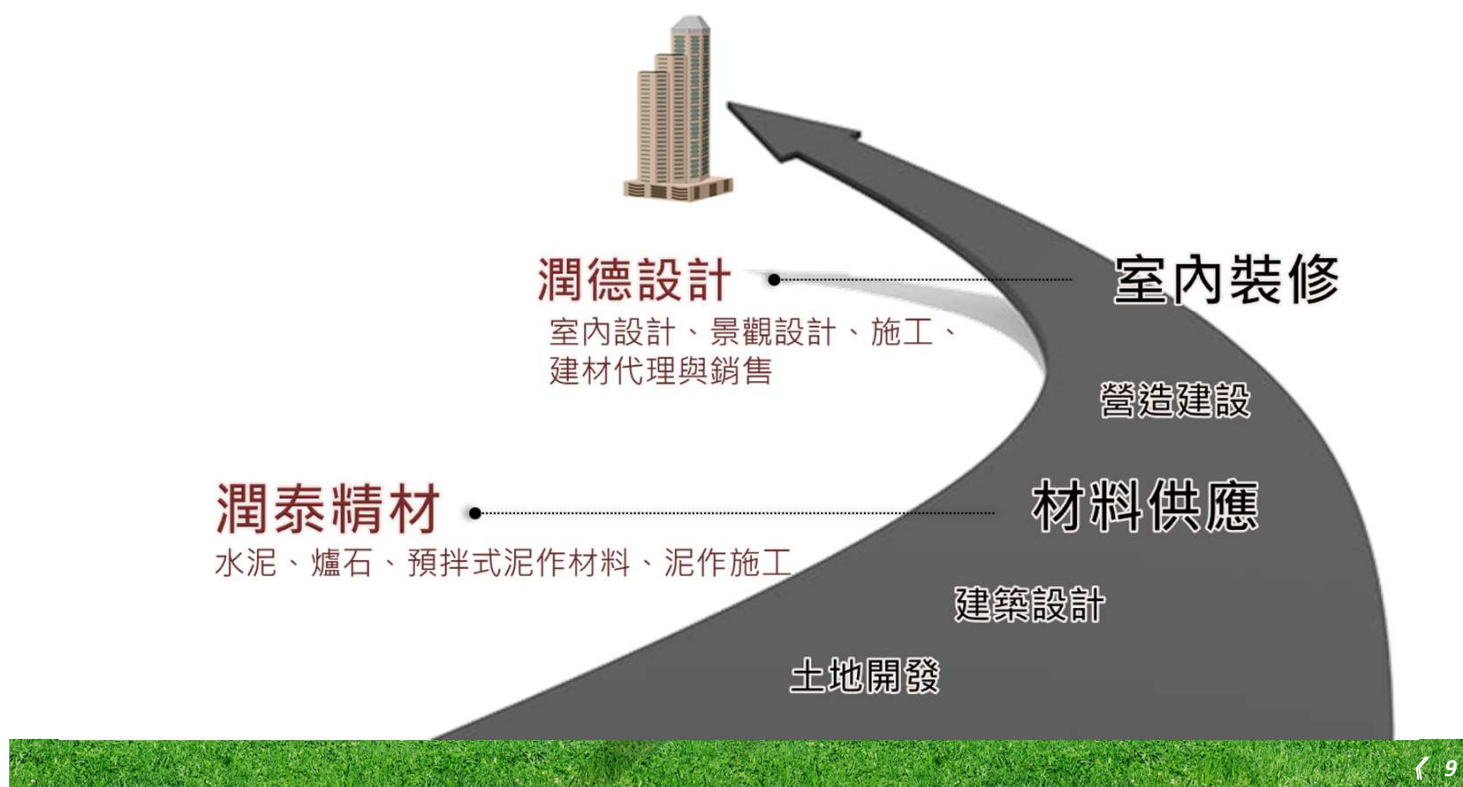 潤德設計
室內裝修
室內設計、景觀設計、施工、
建材代理與銷售
營造建設
潤泰精材
材料供應
水泥、爐石、預拌式泥作材料、泥作施工
建築設計
土地開發
《 9